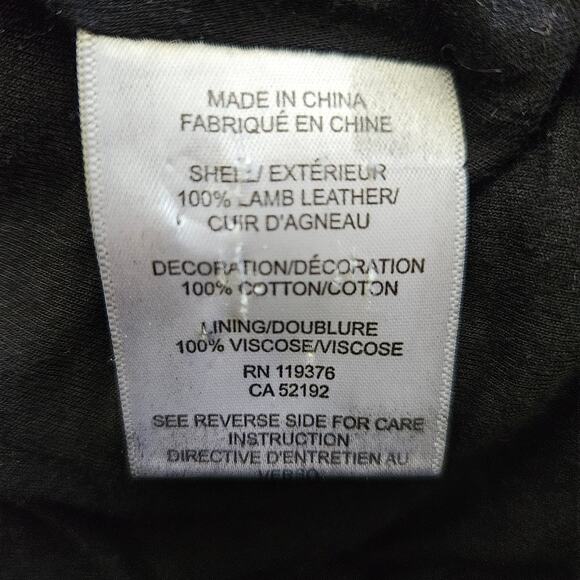 MADE IN CHINA
FABRIQUÉ EN CHINE
SHELL/ EXTÉRIEUR
100% LAMB LEATHER/
CUIR D'AGNEAU
DECORATION/DÉCORATION
100% COTTON/COTON
LINING/DOUBLURE
100% VISCOSE/VISCOSE
RN 119376
CA 52192
SEE REVERSE SIDE FOR CARE
INSTRUCTION
DIRECTIVE D'ENTRETIEN AU
VERSO